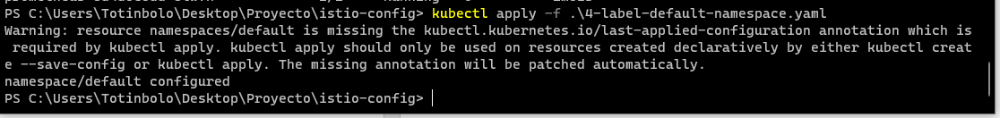 PS C:\Users\Totinbolo\Desktop\Proyecto\istio-config> kubectl apply -f .\4-label-default-namespace.yaml
Warning: resource namespaces/default is missing the kubectl.kubernetes.io/last-applied-configuration annotation which is
 required by kubectl apply. kubectl apply should only be used on resources created declaratively by either kubectl creat
e --save-config or kubectl apply. The missing annotation will be patched automatically.
namespace/default configured
PS C:\Users\Totinbolo\Desktop\Proyecto\istio-config>